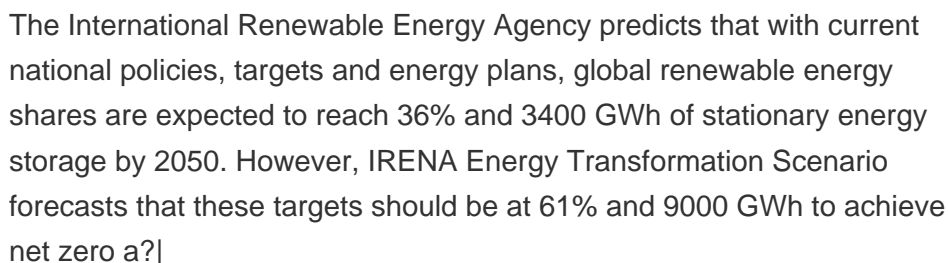 The International Renewable Energy Agency predicts that with current
national policies, targets and energy plans, global renewable energy
shares are expected to reach 36% and 3400 GWh of stationary energy
storage by 2050. However, IRENA Energy Transformation Scenario
forecasts that these targets should be at 61% and 9000 GWh to achieve
net zero a?|